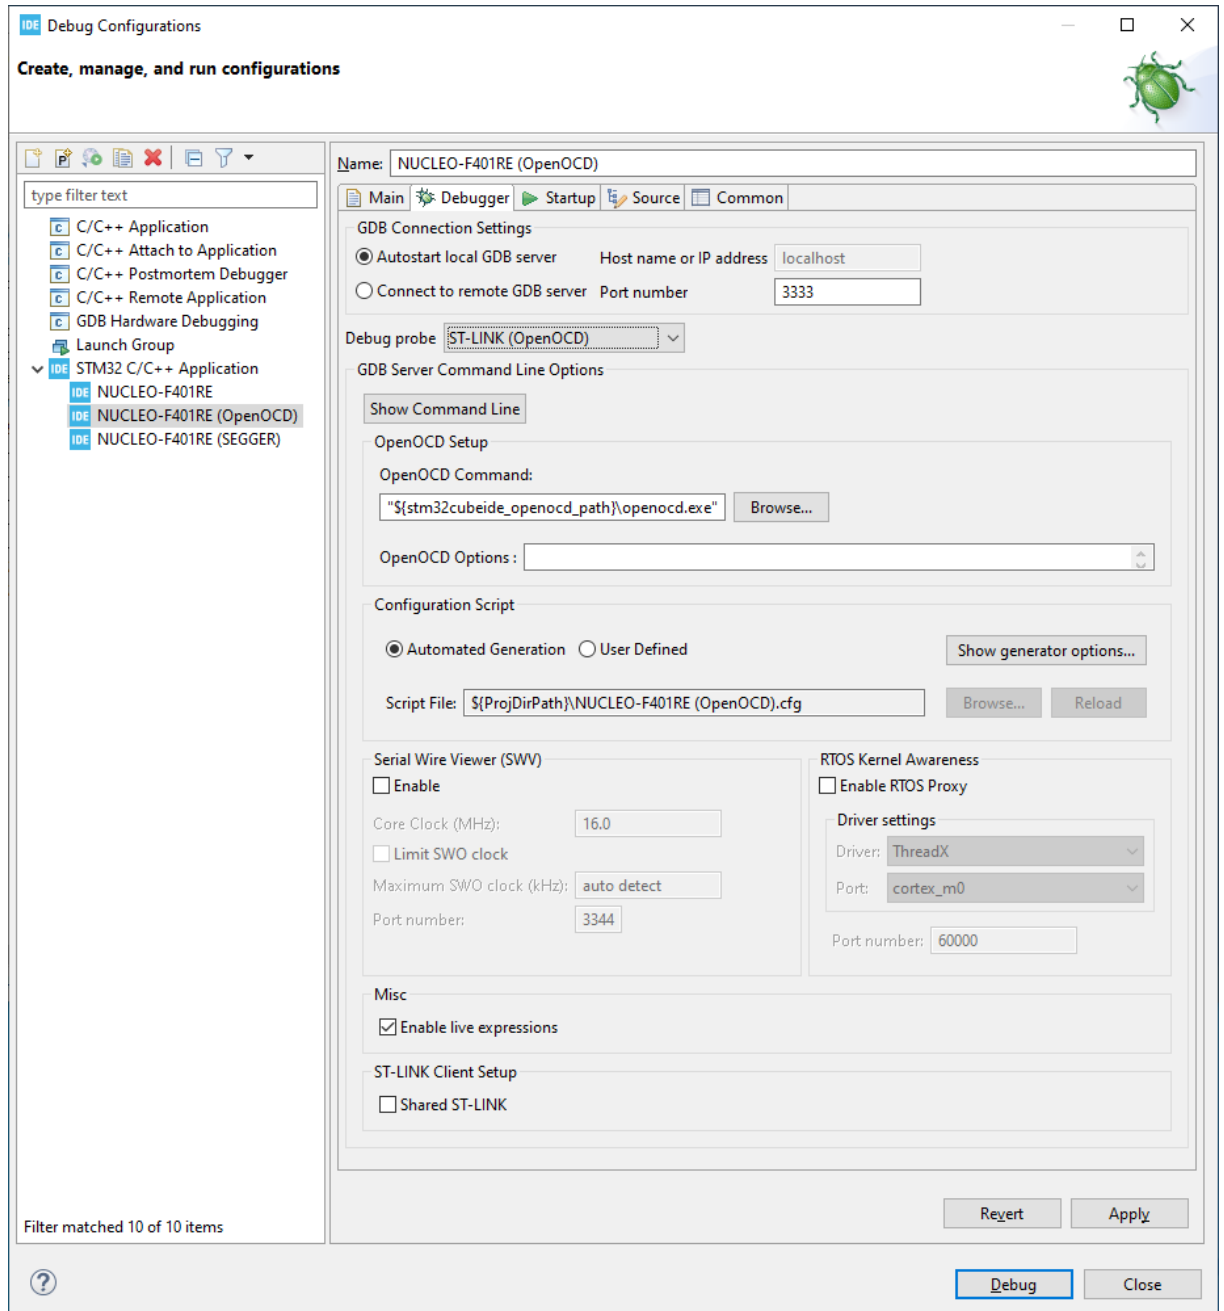 IDE Debug Configurations
Create, manage, and run configurations
type filter text
C/C++ Application
C/C++ Attach to Application
C/C++ Postmortem Debugger
C/C++ Remote Application
GDB Hardware Debugging
Launch Group
IDE STM32 C/C++ Application
IDE NUCLEO-F401RE
IDE NUCLEO-F401RE (OpenOCD)
IDE NUCLEO-F401RE (SEGGER)
Filter matched 10 of 10 items
Name: NUCLEO-F401RE (OpenOCD)
Main Debugger Startup Source Common
GDB Connection Settings
Autostart local GDB server Host name or IP address localhost
Connect to remote GDB server Port number 3333
Debug probe ST-LINK (OpenOCD)
GDB Server Command Line Options
Show Command Line
OpenOCD Setup
OpenOCD Command:
"${stm32cubeide_openocd_path}\openocd.exe" Browse...
OpenOCD Options :
Configuration Script
Automated Generation User Defined Show generator options...
Script File: ${ProjDirPath}\NUCLEO-F401RE (OpenOCD).cfg Browse... Reload
Serial Wire Viewer (SWV)
Enable
Core Clock (MHz): 16.0
Limit SWO clock
Maximum SWO clock (kHz): auto detect
Port number: 3344
RTOS Kernel Awareness
Enable RTOS Proxy
Driver settings
Driver: ThreadX
Port: cortex_m0
Port number: 60000
Misc
Enable live expressions
ST-LINK Client Setup
Shared ST-LINK
Revert Apply
? Debug Close